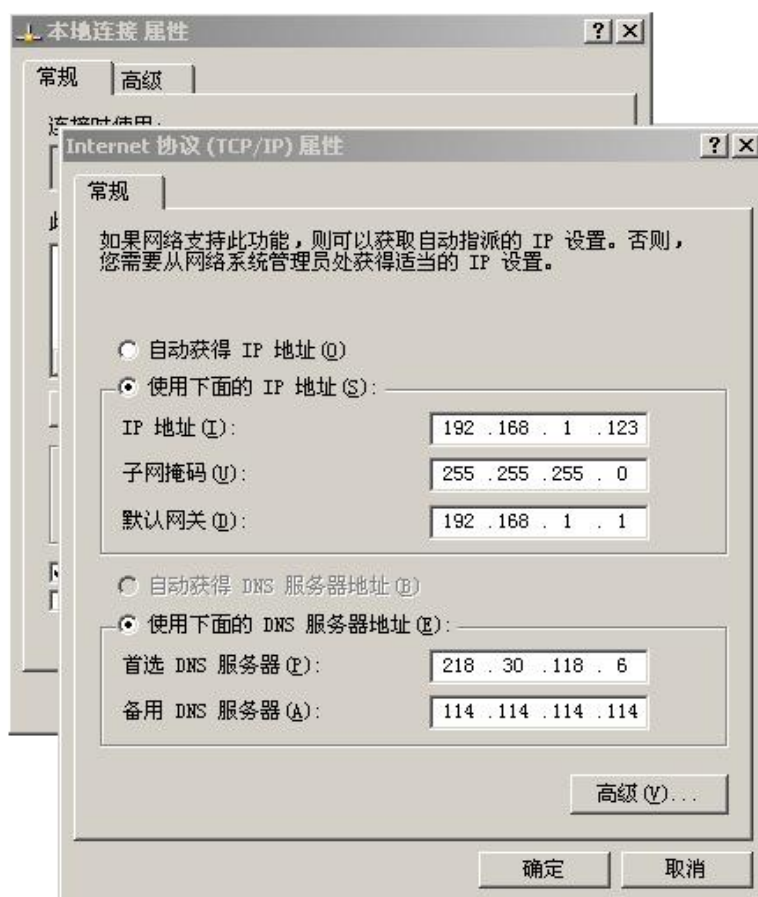 本地连接 属性
常规
高级
连接时使用:
Internet 协议 (TCP/IP) 属性
常规
如果网络支持此功能，则可以获取自动指派的 IP 设置。否则，
您需要从网络系统管理员处获得适当的 IP 设置。
自动获得 IP 地址(O)
使用下面的 IP 地址(S):
IP 地址(I): 192 .168 . 1 .123
子网掩码(U): 255 .255 .255 . 0
默认网关(D): 192 .168 . 1 . 1
自动获得 DNS 服务器地址(B)
使用下面的 DNS 服务器地址(E):
首选 DNS 服务器(P): 218 . 30 .118 . 6
备用 DNS 服务器(A): 114 .114 .114 .114
高级(V)...
确定
取消